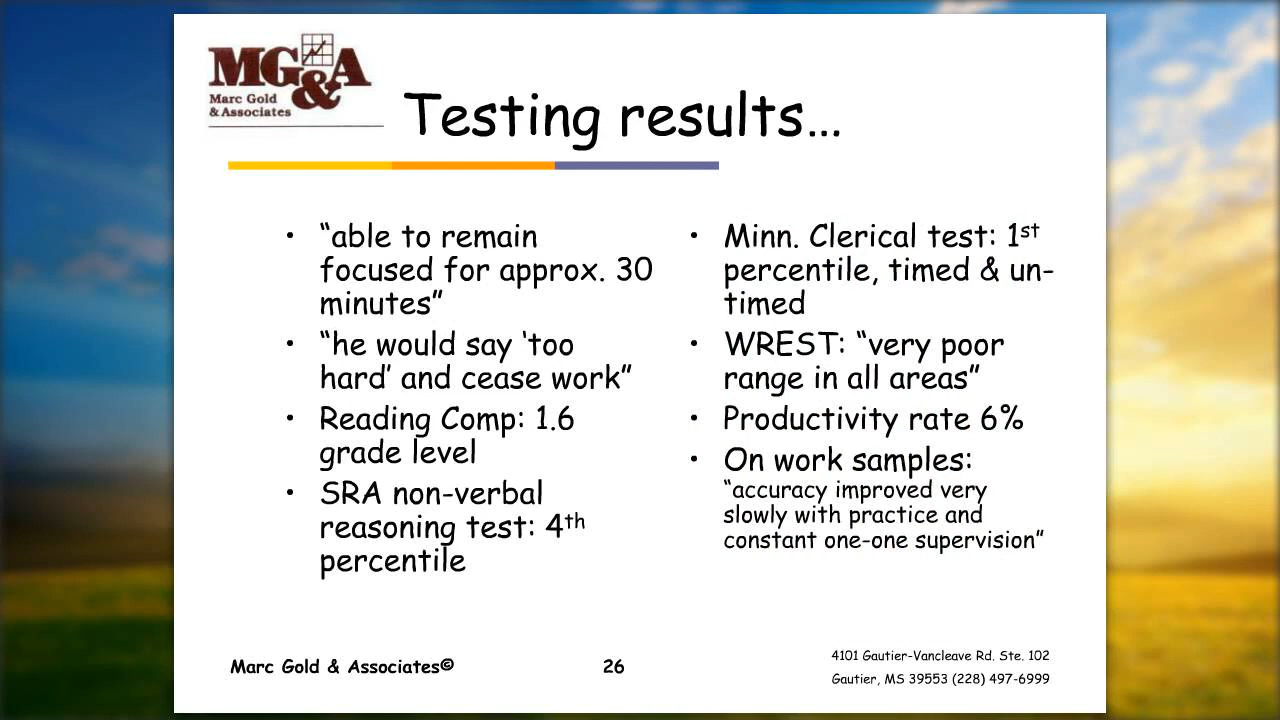 MG&A
Marc Gold
& Associates
Testing results…
• “able to remain
focused for approx. 30
minutes”
• “he would say ‘too
hard’ and cease work”
• Reading Comp: 1.6
grade level
• SRA non-verbal
reasoning test: 4th
percentile
• Minn. Clerical test: 1st
percentile, timed & un-
timed
• WREST: “very poor
range in all areas”
• Productivity rate 6%
• On work samples:
“accuracy improved very
slowly with practice and
constant one-one supervision”
Marc Gold & Associates©
26
4101 Gautier-Vancleave Rd. Ste. 102
Gautier, MS 39553 (228) 497-6999